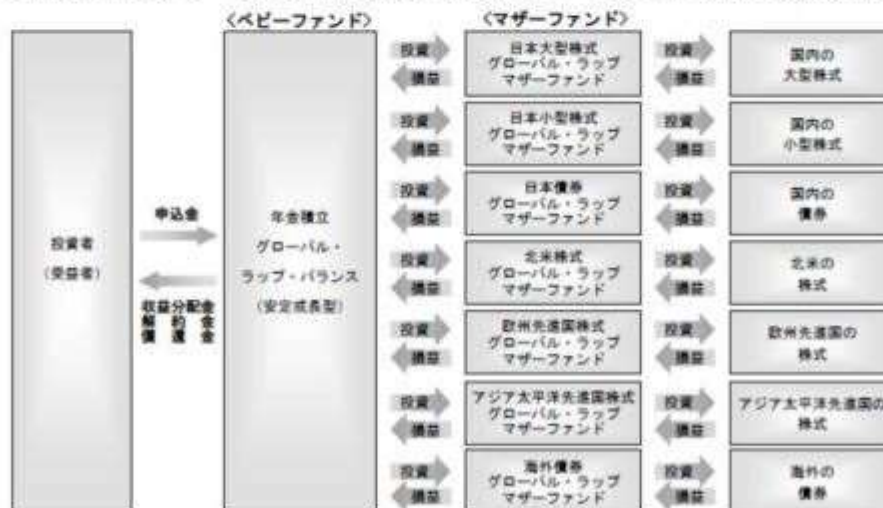 〈ベビーファンド〉
〈マザーファンド〉
投資者
(受益者)
申込金
収益分配金
解約金
償還金
年金積立
グローバル・
ラップ・バランス
(安定成長型)
投資
損益
日本大型株式
グローバル・ラップ
マザーファンド
投資
損益
国内の
大型株式
投資
損益
日本小型株式
グローバル・ラップ
マザーファンド
投資
損益
国内の
小型株式
投資
損益
日本債券
グローバル・ラップ
マザーファンド
投資
損益
国内の
債券
投資
損益
北米株式
グローバル・ラップ
マザーファンド
投資
損益
北米の
株式
投資
損益
欧州先進国株式
グローバル・ラップ
マザーファンド
投資
損益
欧州先進国の
株式
投資
損益
アジア太平洋先進国株式
グローバル・ラップ
マザーファンド
投資
損益
アジア太平洋先進国の
株式
投資
損益
海外債券
グローバル・ラップ
マザーファンド
投資
損益
海外の
債券